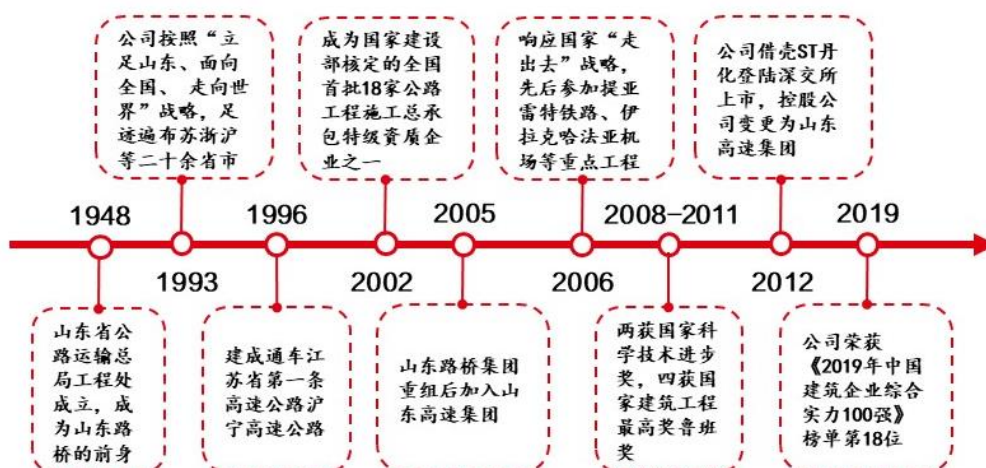 公司按照“立
足山东、面向
全国、 走向世
界”战略，足
迹遍布苏浙沪
等二十余省市
成为国家建设
部核定的全国
首批18家公路
工程施工总承
包特级资质企
业之一
响应国家“走
出去”战略，
先后参加提亚
雷特铁路、伊
拉克哈法亚机
场等重点工程
公司借壳ST丹
化登陆深交所
上市，控股公
司变更为山东
高速集团
1948
1996
2005
2008-2011
2019
1993
2002
2006
2012
山东省公
路运输总
局工程处
成立，成
为山东路
桥的前身
建成通车江
苏省第一条
高速公路沪
宁高速公路
山东路桥集团
重组后加入山
东高速集团
两获国家科
学技术进步
奖，四获国
家建筑工程
最高奖鲁班
奖
公司荣获
《2019年中国
建筑企业综合
实力100强》
榜单第18位